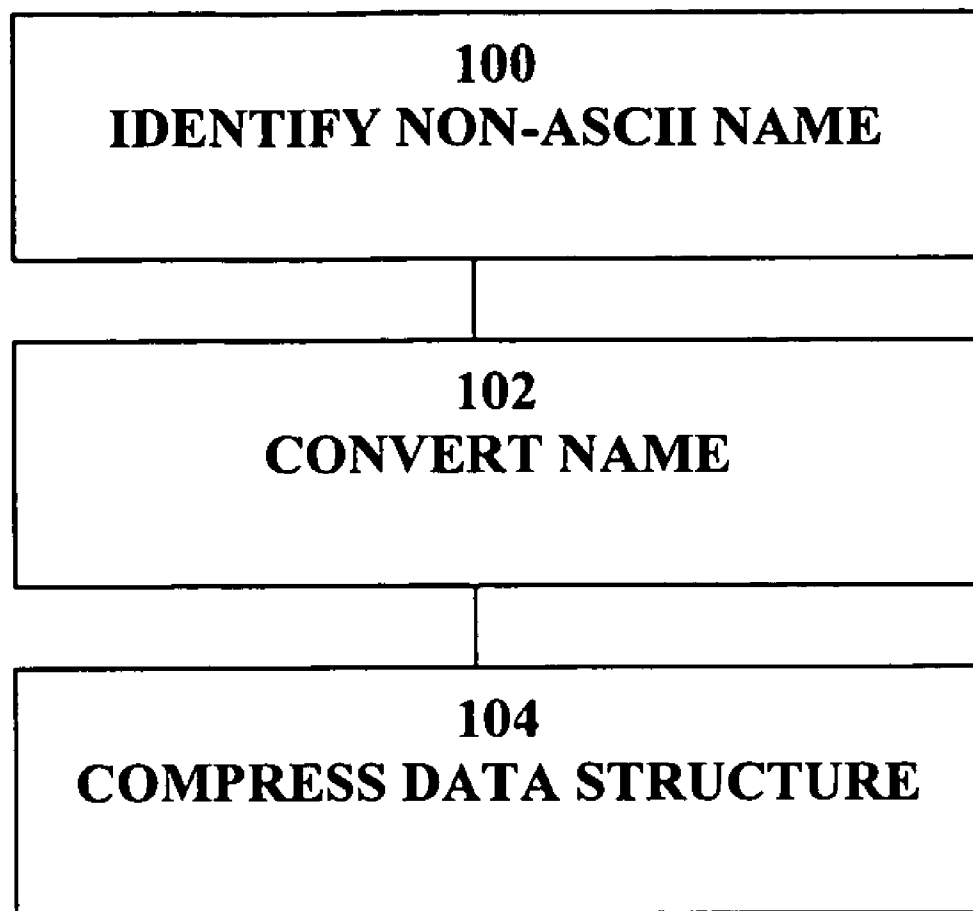 100
IDENTIFY NON-ASCII NAME
102
CONVERT NAME
104
COMPRESS DATA STRUCTURE